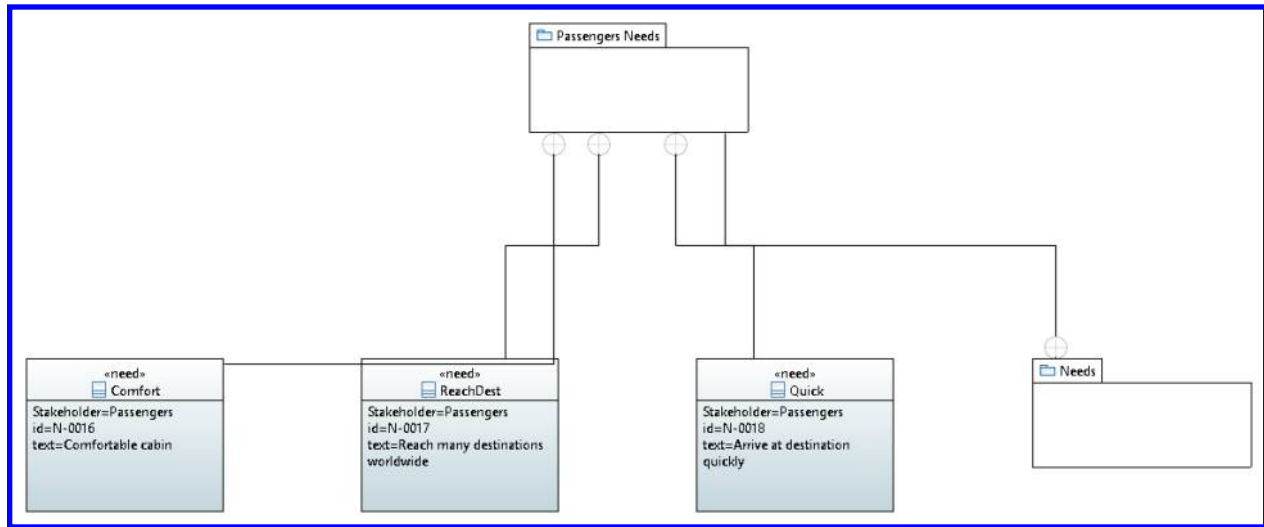 Passengers Needs
«need»
Comfort
Stakeholder=Passengers
id=N-0016
text=Comfortable cabin
«need»
ReachDest
Stakeholder=Passengers
id=N-0017
text=Reach many destinations
worldwide
«need»
Quick
Stakeholder=Passengers
id=N-0018
text=Arrive at destination
quickly
Needs